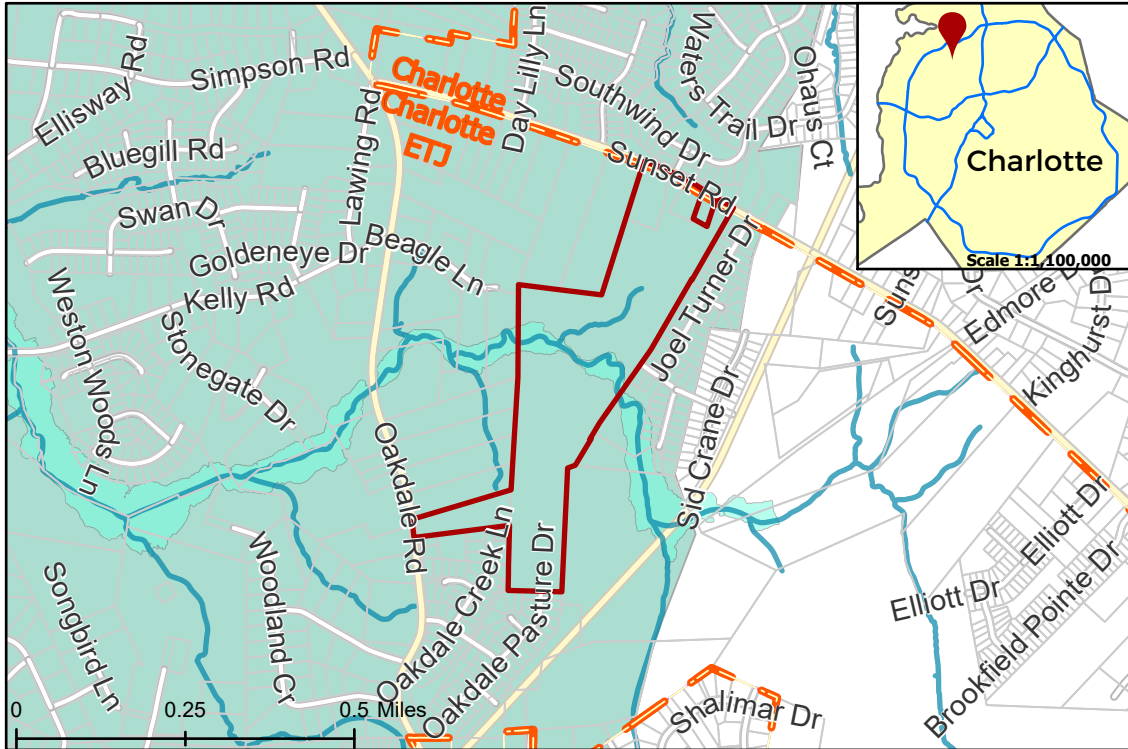 Ellisway Rd
Simpson Rd
Bluegill Rd
Swan Dr
Goldeneye Dr
Kelly Rd
Lawing Rd
Beagle Ln
Charlotte
Charlotte
ETJ
Day Lilly Ln
Southwind Dr
Waters Trail Dr
Ohaus Ct
Sunset Rd
Joel Turner Dr
Sid Crane Dr
Charlotte
Scale 1:1,100,000
Edmore
Kinghurst D
Weston Woods Ln
Stonegate Dr
Oakdale Rd
Oakdale Creek Ln
Oakdale Pasture Dr
Woodland Cr
Songbird Ln
Elliott Dr
Elliott Dr
Brookfield Pointe Dr
Shalimar Dr
0 0.25 0.5 Miles